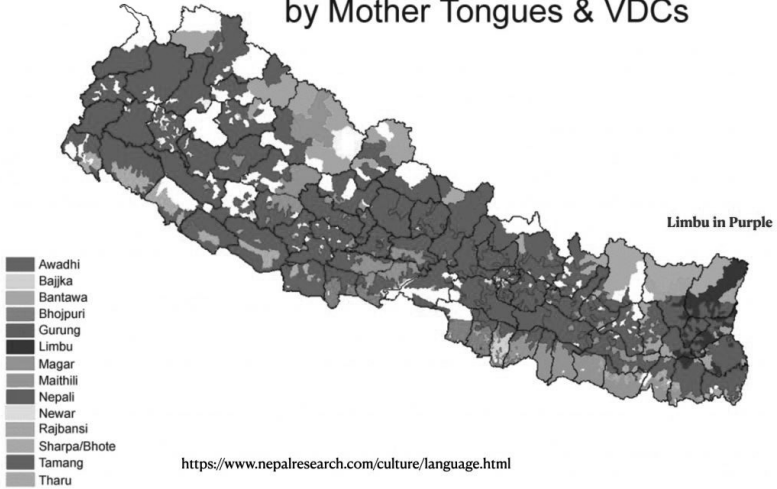 by Mother Tongues & VDCs
Limbu in Purple
Awadhi
Bajjka
Bantawa
Bhojpuri
Gurung
Limbu
Magar
Maithili
Nepali
Newar
Rajbansi
Sharpa/Bhote
Tamang
Tharu
https://www.nepalresearch.com/culture/language.html